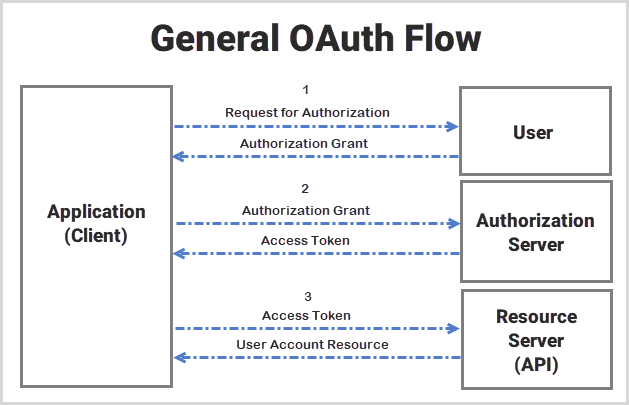 General OAuth Flow
1
Request for Authorization
Authorization Grant
User
Application
(Client)
2
Authorization Grant
Access Token
Authorization
Server
3
Access Token
User Account Resource
Resource
Server
(API)